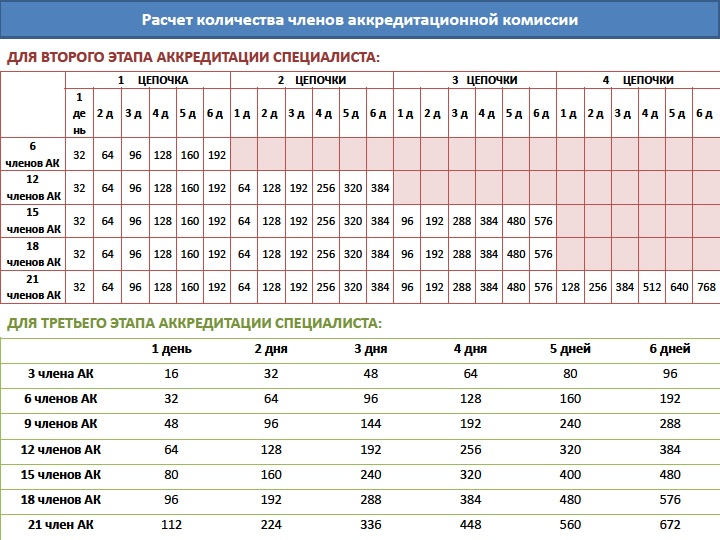 Расчет количества членов аккредитационной комиссии
ДЛЯ ВТОРОГО ЭТАПА АККРЕДИТАЦИИ СПЕЦИАЛИСТА:
1 ЦЕПОЧКА 2 ЦЕПОЧКИ 3 ЦЕПОЧКИ 4 ЦЕПОЧКИ
1
де
нь
2 д 3 д 4 д 5 д 6 д 1 д 2 д 3 д 4 д 5 д 6 д 1 д 2 д 3 д 4 д 5 д 6 д 1 д 2 д 3 д 4 д 5 д 6 д
6
членов АК
32 64 96 128 160 192
12
членов АК
32 64 96 128 160 192 64 128 192 256 320 384
15
членов АК
32 64 96 128 160 192 64 128 192 256 320 384 96 192 288 384 480 576
18
членов АК
32 64 96 128 160 192 64 128 192 256 320 384 96 192 288 384 480 576
21
членов АК
32 64 96 128 160 192 64 128 192 256 320 384 96 192 288 384 480 576 128 256 384 512 640 768
ДЛЯ ТРЕТЬЕГО ЭТАПА АККРЕДИТАЦИИ СПЕЦИАЛИСТА:
1 день 2 дня 3 дня 4 дня 5 дней 6 дней
3 члена АК 16 32 48 64 80 96
6 членов АК 32 64 96 128 160 192
9 членов АК 48 96 144 192 240 288
12 членов АК 64 128 192 256 320 384
15 членов АК 80 160 240 320 400 480
18 членов АК 96 192 288 384 480 576
21 член АК 112 224 336 448 560 672